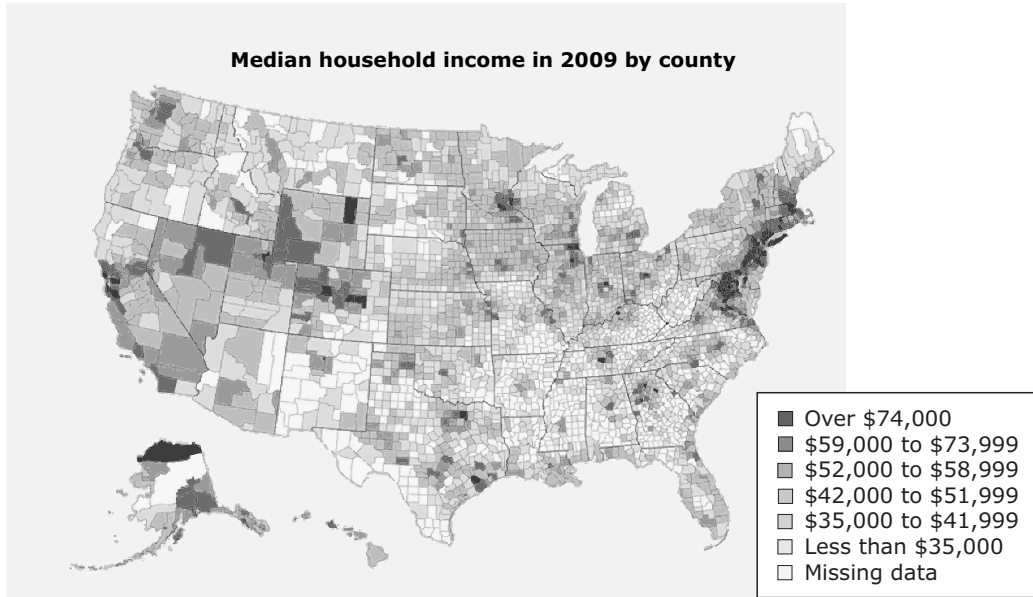 Median household income in 2009 by county
Over $74,000
$59,000 to $73,999
$52,000 to $58,999
$42,000 to $51,999
$35,000 to $41,999
Less than $35,000
Missing data